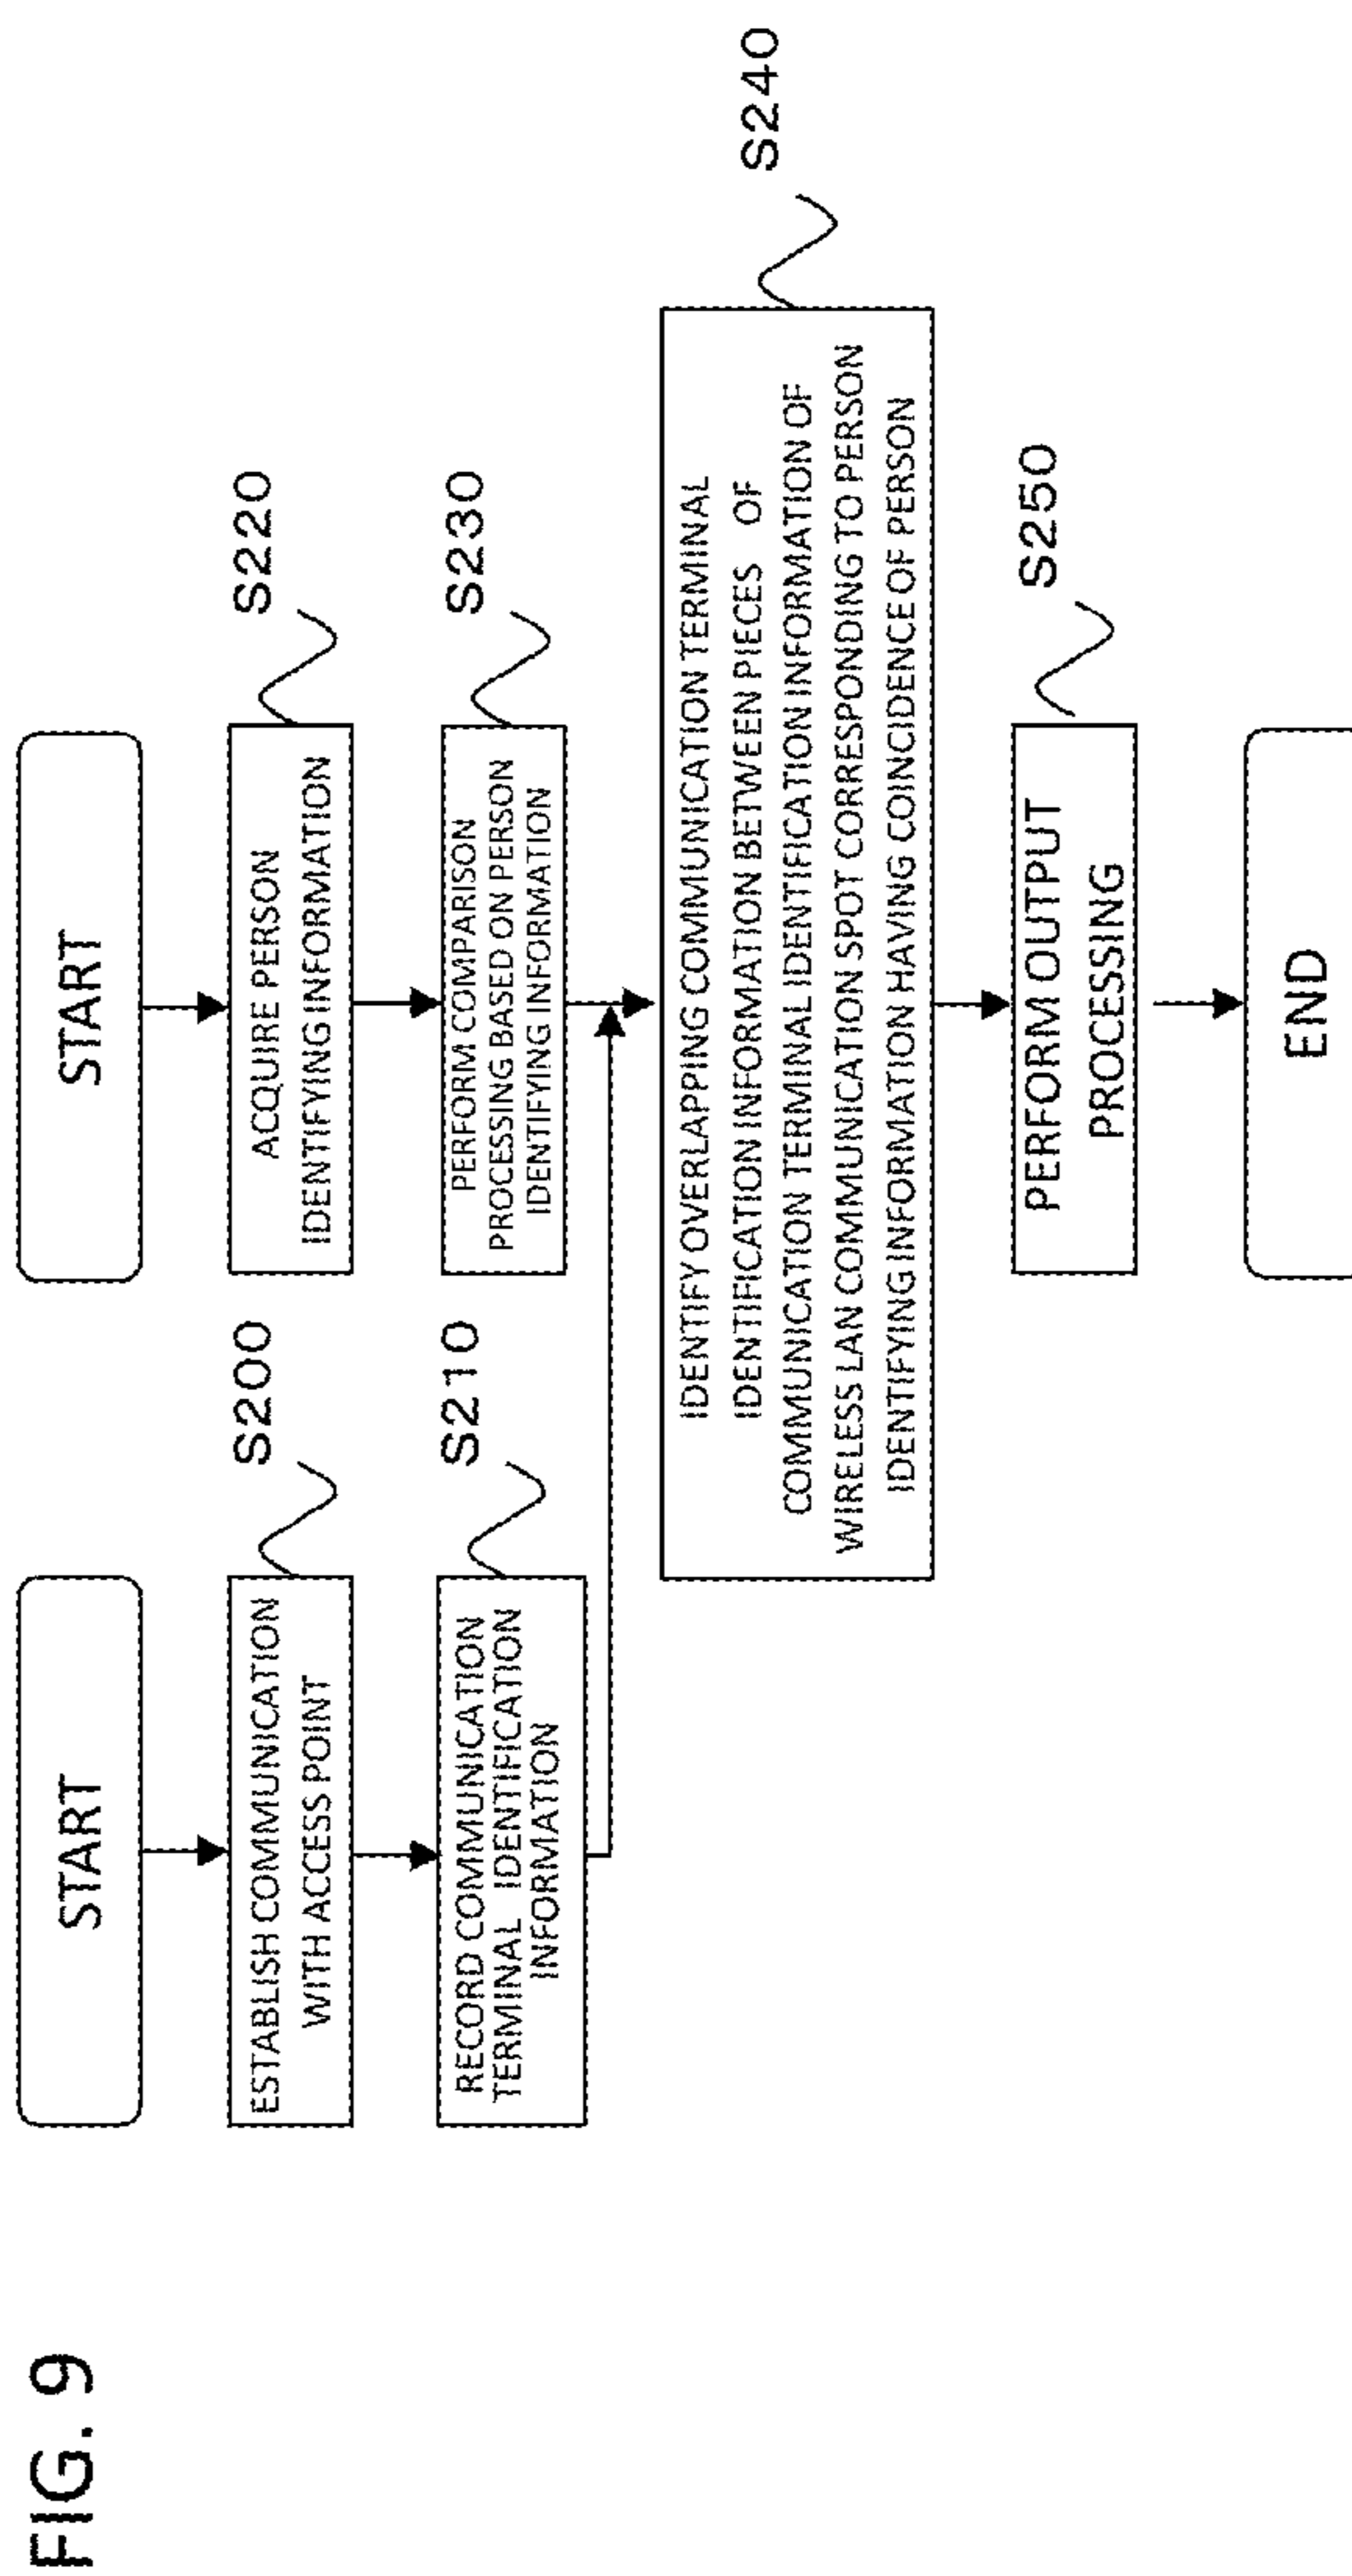 FIG. 9
START
ESTABLISH COMMUNICATION
WITH ACCESS POINT
S200
RECORD COMMUNICATION
TERMINAL IDENTIFICATION
INFORMATION
S210
START
ACQUIRE PERSON
IDENTIFYING INFORMATION
S220
PERFORM COMPARISON
PROCESSING BASED ON PERSON
IDENTIFYING INFORMATION
S230
IDENTIFY OVERLAPPING COMMUNICATION TERMINAL
IDENTIFICATION INFORMATION BETWEEN PIECES OF
COMMUNICATION TERMINAL IDENTIFICATION INFORMATION OF
WIRELESS LAN COMMUNICATION SPOT CORRESPONDING TO PERSON
IDENTIFYING INFORMATION HAVING COINCIDENCE OF PERSON
S240
PERFORM OUTPUT
PROCESSING
S250
END